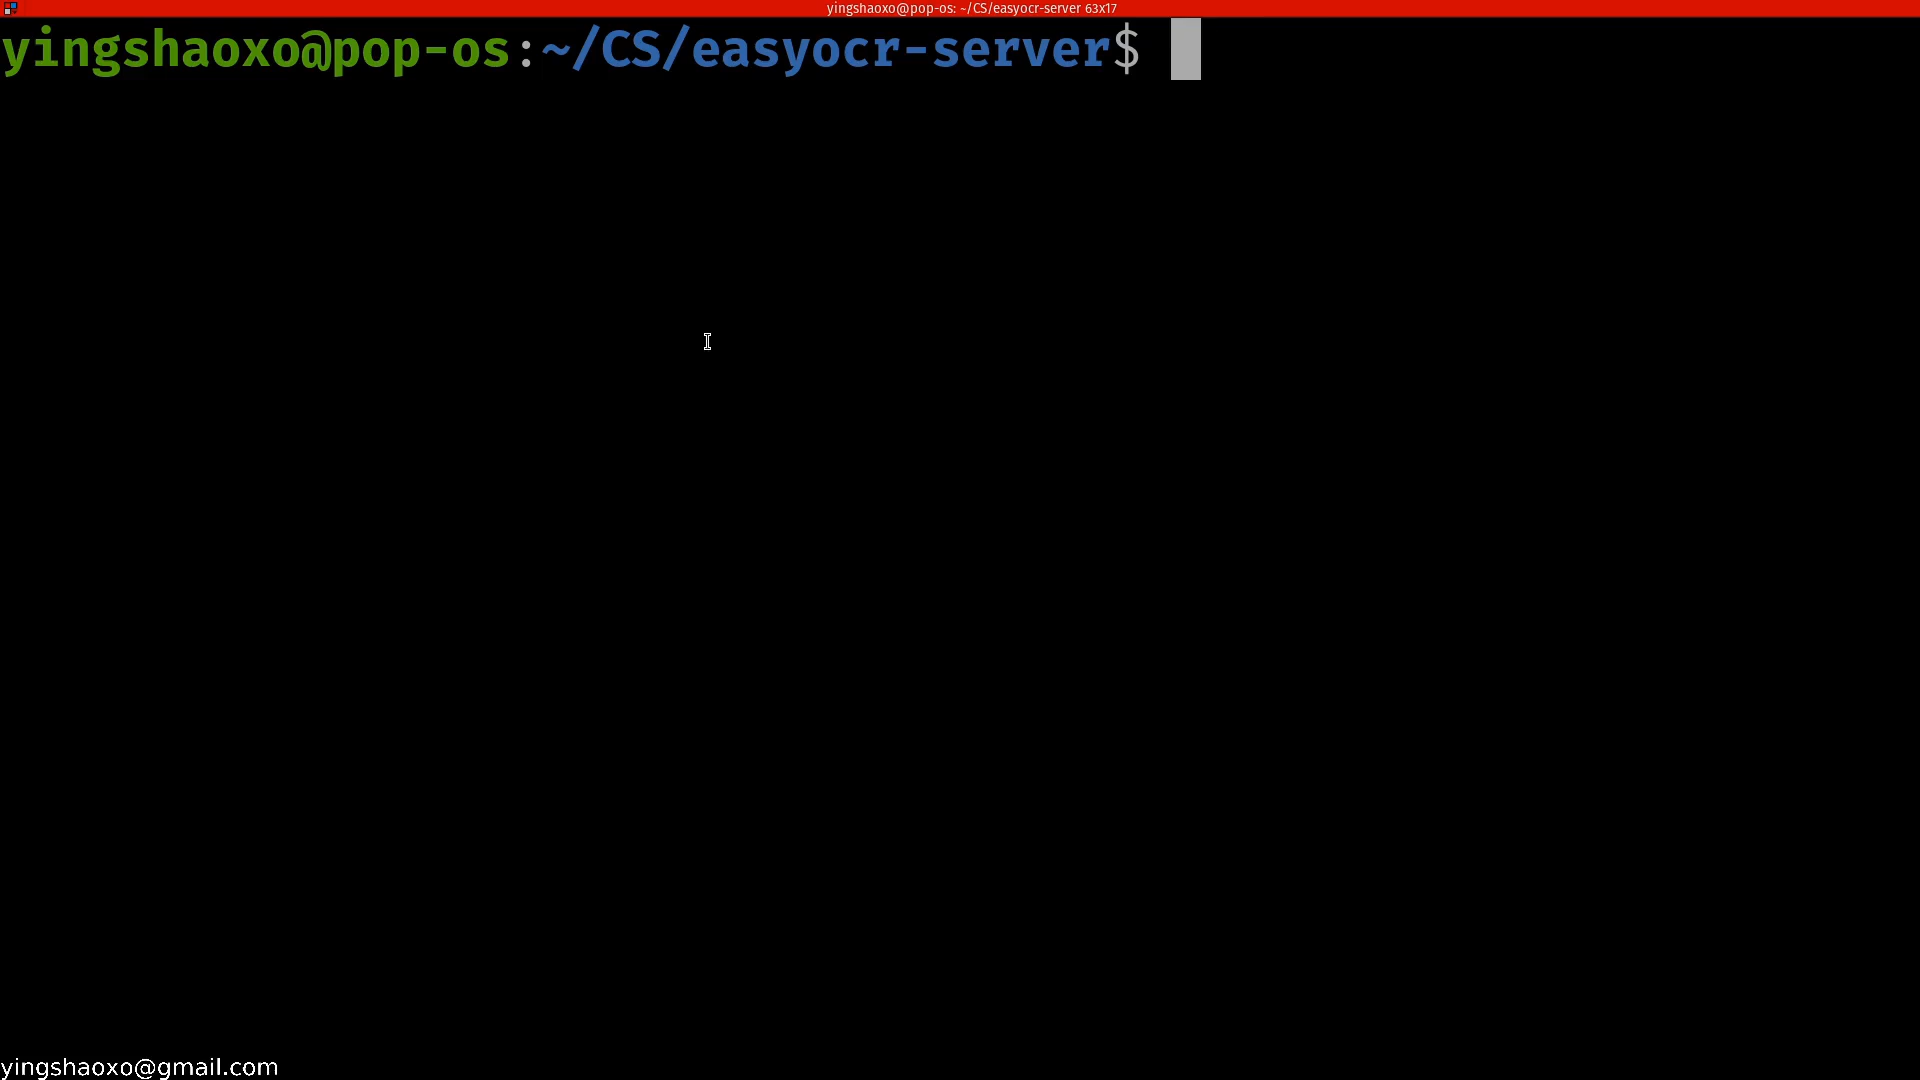 yingshaoxo@pop-os: ~/CS/easyocr-server 63x17
yingshaoxo@pop-os:~/CS/easyocr-server$
yingshaoxo@gmail.com